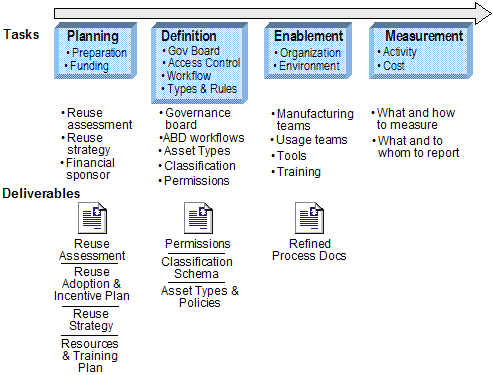 Tasks
Planning
• Preparation
• Funding
Definition
• Gov Board
• Access Control
• Workflow
• Types & Rules
Enablement
• Organization
• Environment
Measurement
• Activity
• Cost
• Reuse
assessment
• Reuse
strategy
• Financial
sponsor
• Governance
board
• ABD workflows
• Asset Types
• Classification
• Permissions
• Manufacturing
teams
• Usage teams
• Tools
• Training
• What and how
to measure
• What and to
whom to report
Deliverables
Reuse
Assessment
Reuse
Adoption &
Incentive Plan
Reuse
Strategy
Resources
& Training
Plan
Permissions
Classification
Schema
Asset Types &
Policies
Refined
Process Docs